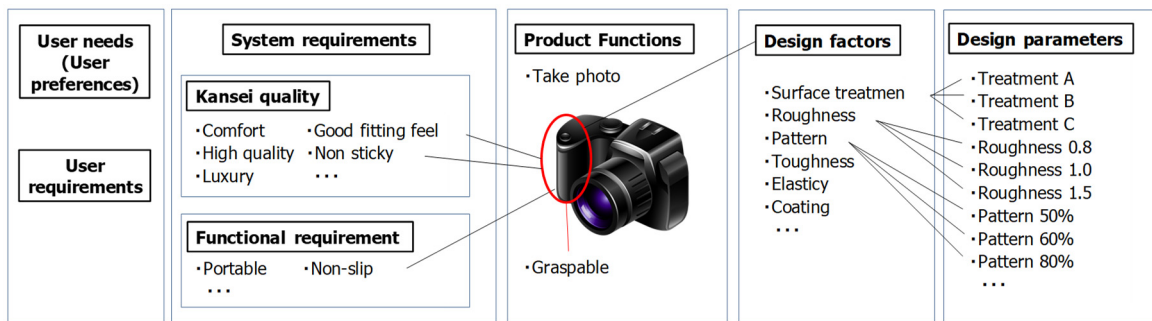 User needs
(User
preferences)
User
requirements
System requirements
Kansei quality
・Comfort ・Good fitting feel
・High quality ・Non sticky
・Luxury ・・・
Functional requirement
・Portable ・Non-slip
・・・
Product Functions
・Take photo
・Graspable
Design factors
・Surface treatmen
・Roughness
・Pattern
・Toughness
・Elasticy
・Coating
・・・
Design parameters
・Treatment A
・Treatment B
・Treatment C
・Roughness 0.8
・Roughness 1.0
・Roughness 1.5
・Pattern 50%
・Pattern 60%
・Pattern 80%
・・・